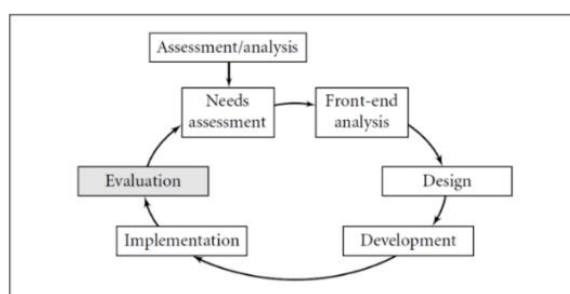 Assessment/analysis
Needs
assessment
Front-end
analysis
Design
Development
Implementation
Evaluation